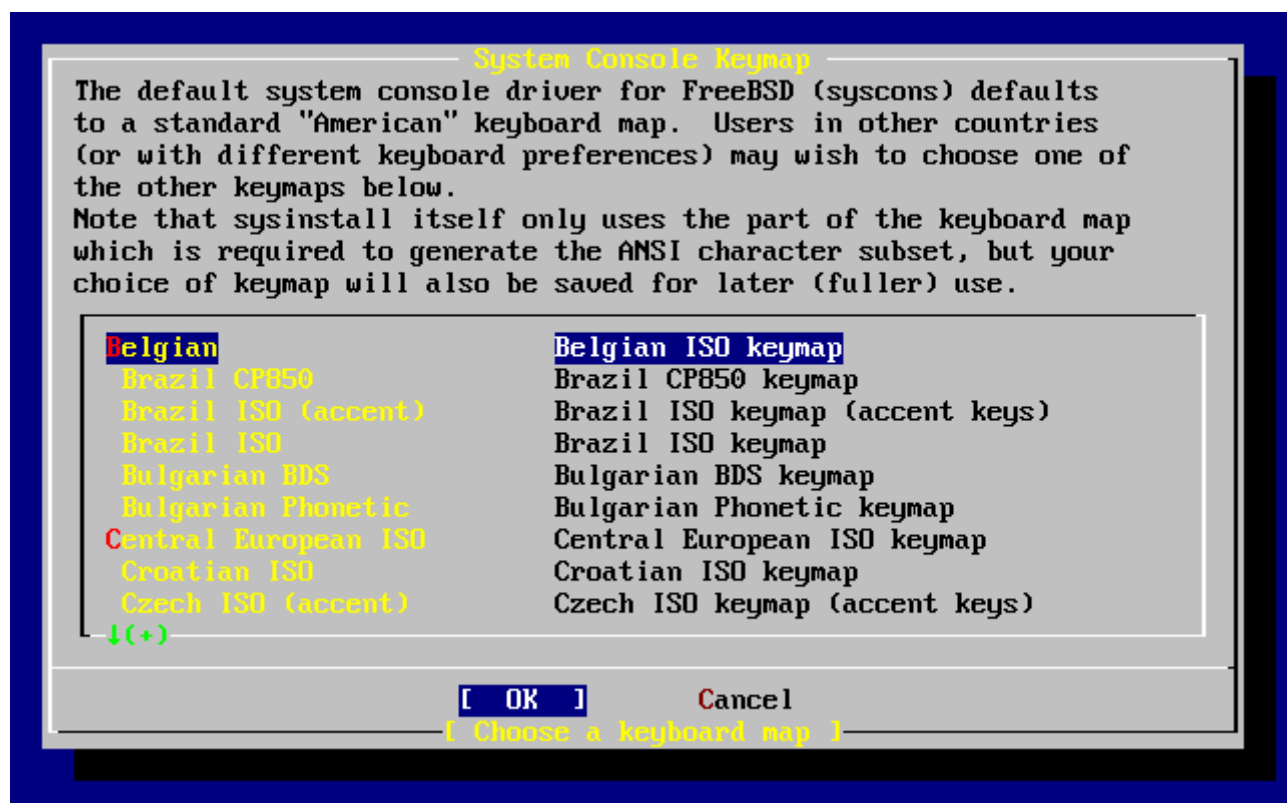 System Console Keymap
The default system console driver for FreeBSD (syscons) defaults
to a standard "American" keyboard map.  Users in other countries
(or with different keyboard preferences) may wish to choose one of
the other keymaps below.
Note that sysinstall itself only uses the part of the keyboard map
which is required to generate the ANSI character subset, but your
choice of keymap will also be saved for later (fuller) use.
Belgian Belgian ISO keymap
Brazil CP850 Brazil CP850 keymap
Brazil ISO (accent) Brazil ISO keymap (accent keys)
Brazil ISO Brazil ISO keymap
Bulgarian BDS Bulgarian BDS keymap
Bulgarian Phonetic Bulgarian Phonetic keymap
Central European ISO Central European ISO keymap
Croatian ISO Croatian ISO keymap
Czech ISO (accent) Czech ISO keymap (accent keys)
↓(+)
[ OK ] Cancel
[ Choose a keyboard map ]